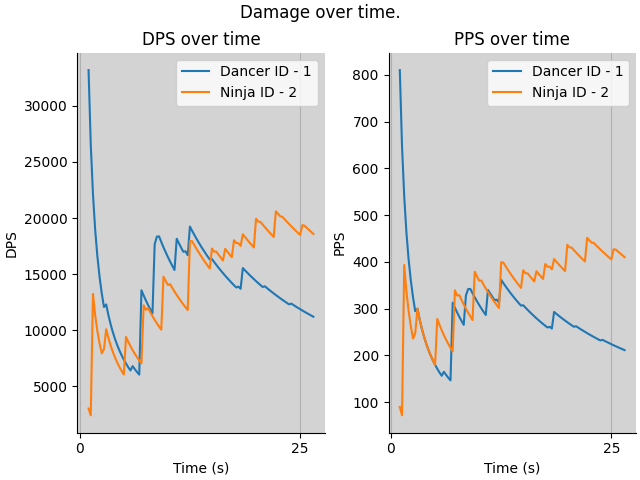 Damage over time.
DPS over time
Dancer ID - 1
Ninja ID - 2
30000
25000
20000
15000
10000
5000
DPS
0
25
Time (s)
PPS over time
Dancer ID - 1
Ninja ID - 2
800
700
600
500
400
300
200
100
PPS
0
25
Time (s)